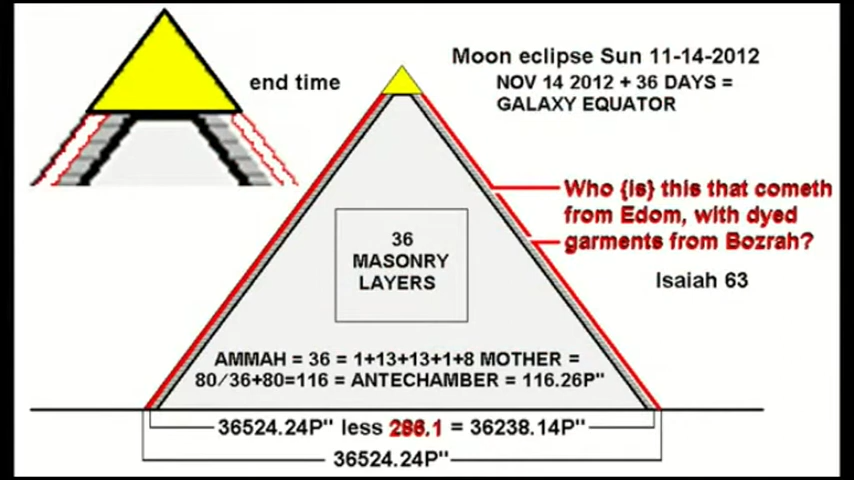 end time
Moon eclipse Sun 11-14-2012
NOV 14 2012 + 36 DAYS =
GALAXY EQUATOR
Who {is} this that cometh
from Edom, with dyed
garments from Bozrah?
Isaiah 63
36
MASONRY
LAYERS
AMMAH = 36 = 1+13+13+1+8 MOTHER =
80/36+80=116 = ANTECHAMBER = 116.26P"
36524.24P" less 286.1 = 36238.14P"
36524.24P"